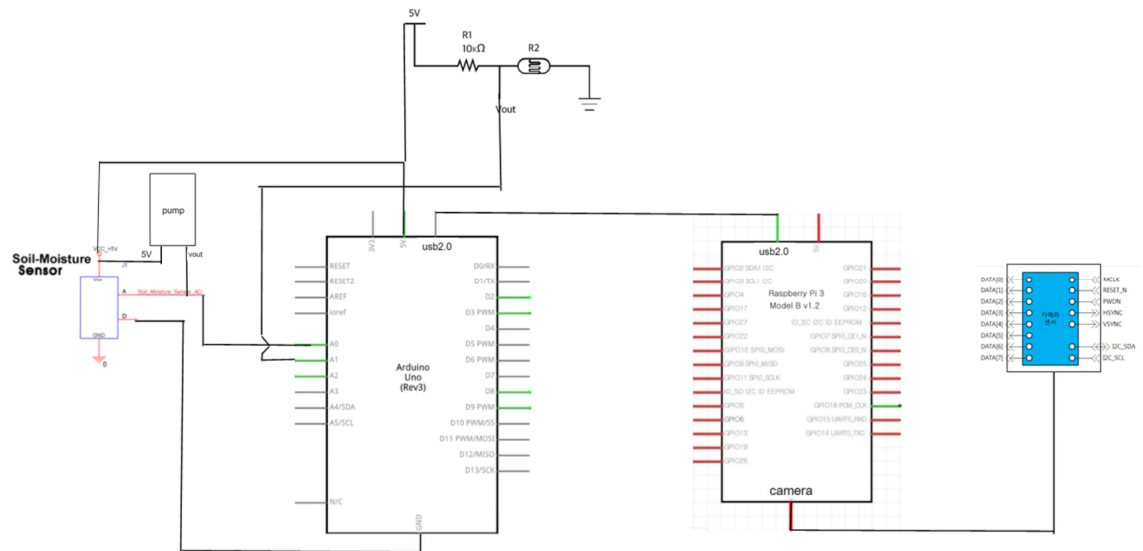 5V
R1
10kΩ
R2
Vout
Soil-Moisture
Sensor
VCC_+5V
pump
5V
vout
Vcc
A
Soil_Moisture_Sensor_AO
D
GND
0
3V3
5V
usb2.0
RESET
RESET2
AREF
ioref
A0
A1
A2
A3
A4/SDA
A5/SCL
N/C
Arduino
Uno
(Rev3)
D0/RX
D1/TX
D2
D3 PWM
D4
D5 PWM
D6 PWM
D7
D8
D9 PWM
D10 PWM/SS
D11 PWM/MOSI
D12/MISO
D13/SCK
GND
usb2.0
5V
Raspberry Pi 3
Model B v1.2
GPIO2 SDA1 I2C
GPIO3 SCL1 I2C
GPIO4
GPIO17
GPIO27
GPIO22
GPIO10 SPI0_MOSI
GPIO9 SPI0_MISO
GPIO11 SPI0_SCLK
ID_SD I2C ID EEPROM
GPIO5
GPIO6
GPIO13
GPIO19
GPIO26
GPIO21
GPIO20
GPIO16
GPIO12
ID_SC I2C ID EEPROM
GPIO7 SPI0_CE1_N
GPIO8 SPI0_CE0_N
GPIO25
GPIO24
GPIO23
GPIO18 PCM_CLK
GPIO15 UART0_RXD
GPIO14 UART0_TXD
camera
DATA[0]
DATA[1]
DATA[2]
DATA[3]
DATA[4]
DATA[5]
DATA[6]
DATA[7]
카메라
센서
MCLK
RESET_N
PWDN
HSYNC
VSYNC
I2C_SDA
I2C_SCL